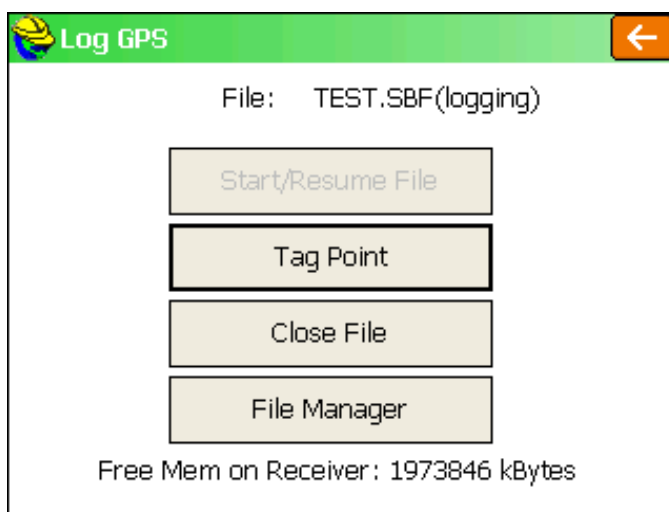 Log GPS
File: TEST.SBF(logging)
Start/Resume File
Tag Point
Close File
File Manager
Free Mem on Receiver: 1973846 kBytes